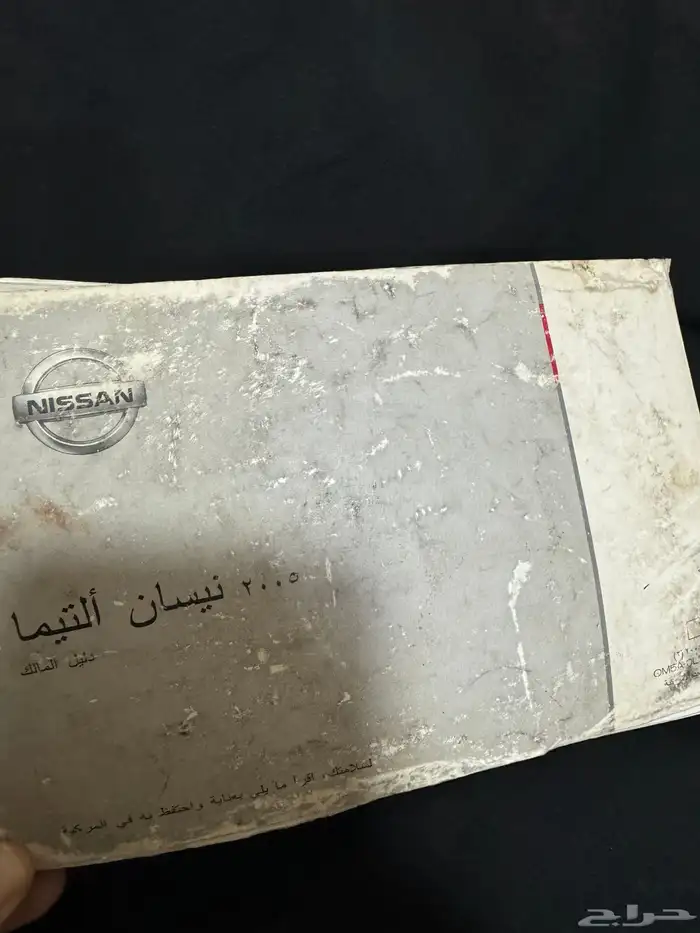 NISSAN
٢٠٠٥ نيسان ألتيما
دليل المالك
لسلامتك، اقرأ ما يلي بعناية واحتفظ به في المركبة
حراج